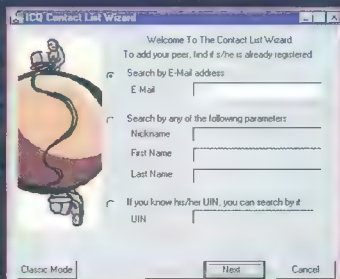 ICQ Contact List Wizard
Welcome To The Contact List Wizard
To add your peer, find if s/he is already registered
Search by E-Mail address
E Mail
Search by any of the following parameters
Nickname
First Name
Last Name
If you know his/her UIN, you can search by it
UIN
Classic Mode
Next
Cancel